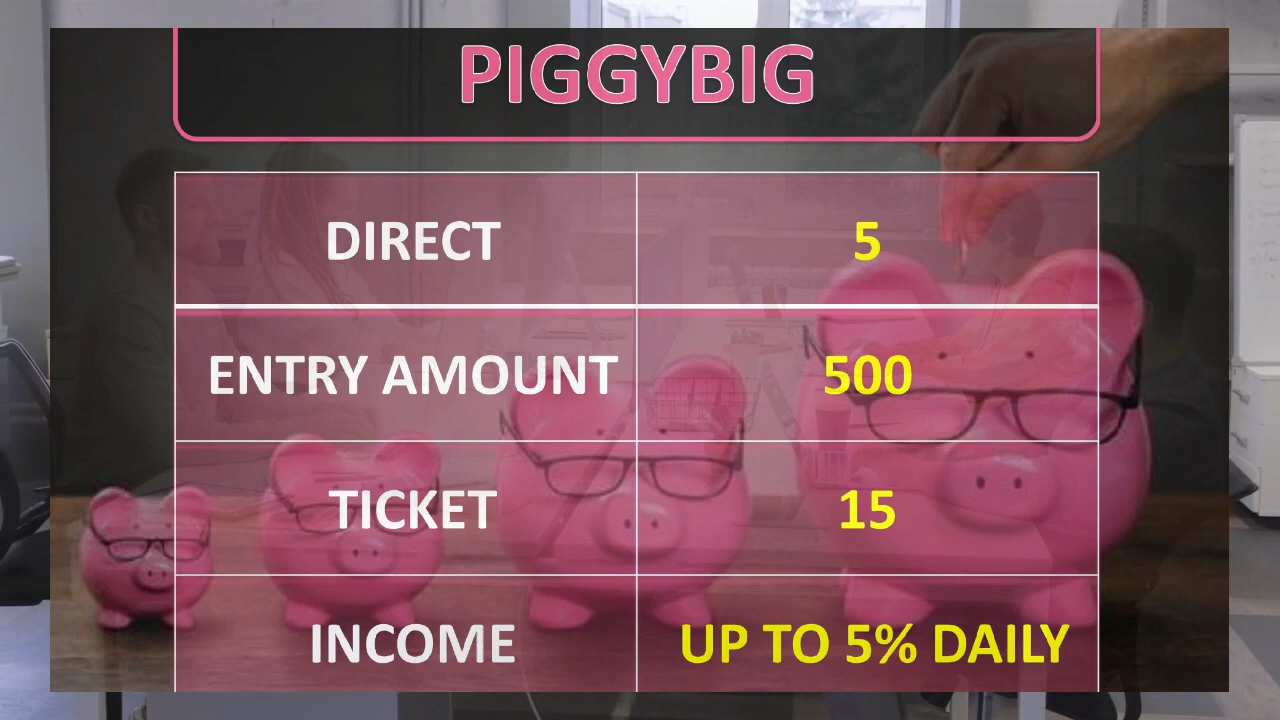 PIGGYBIG
DIRECT 5
ENTRY AMOUNT 500
TICKET 15
INCOME UP TO 5% DAILY